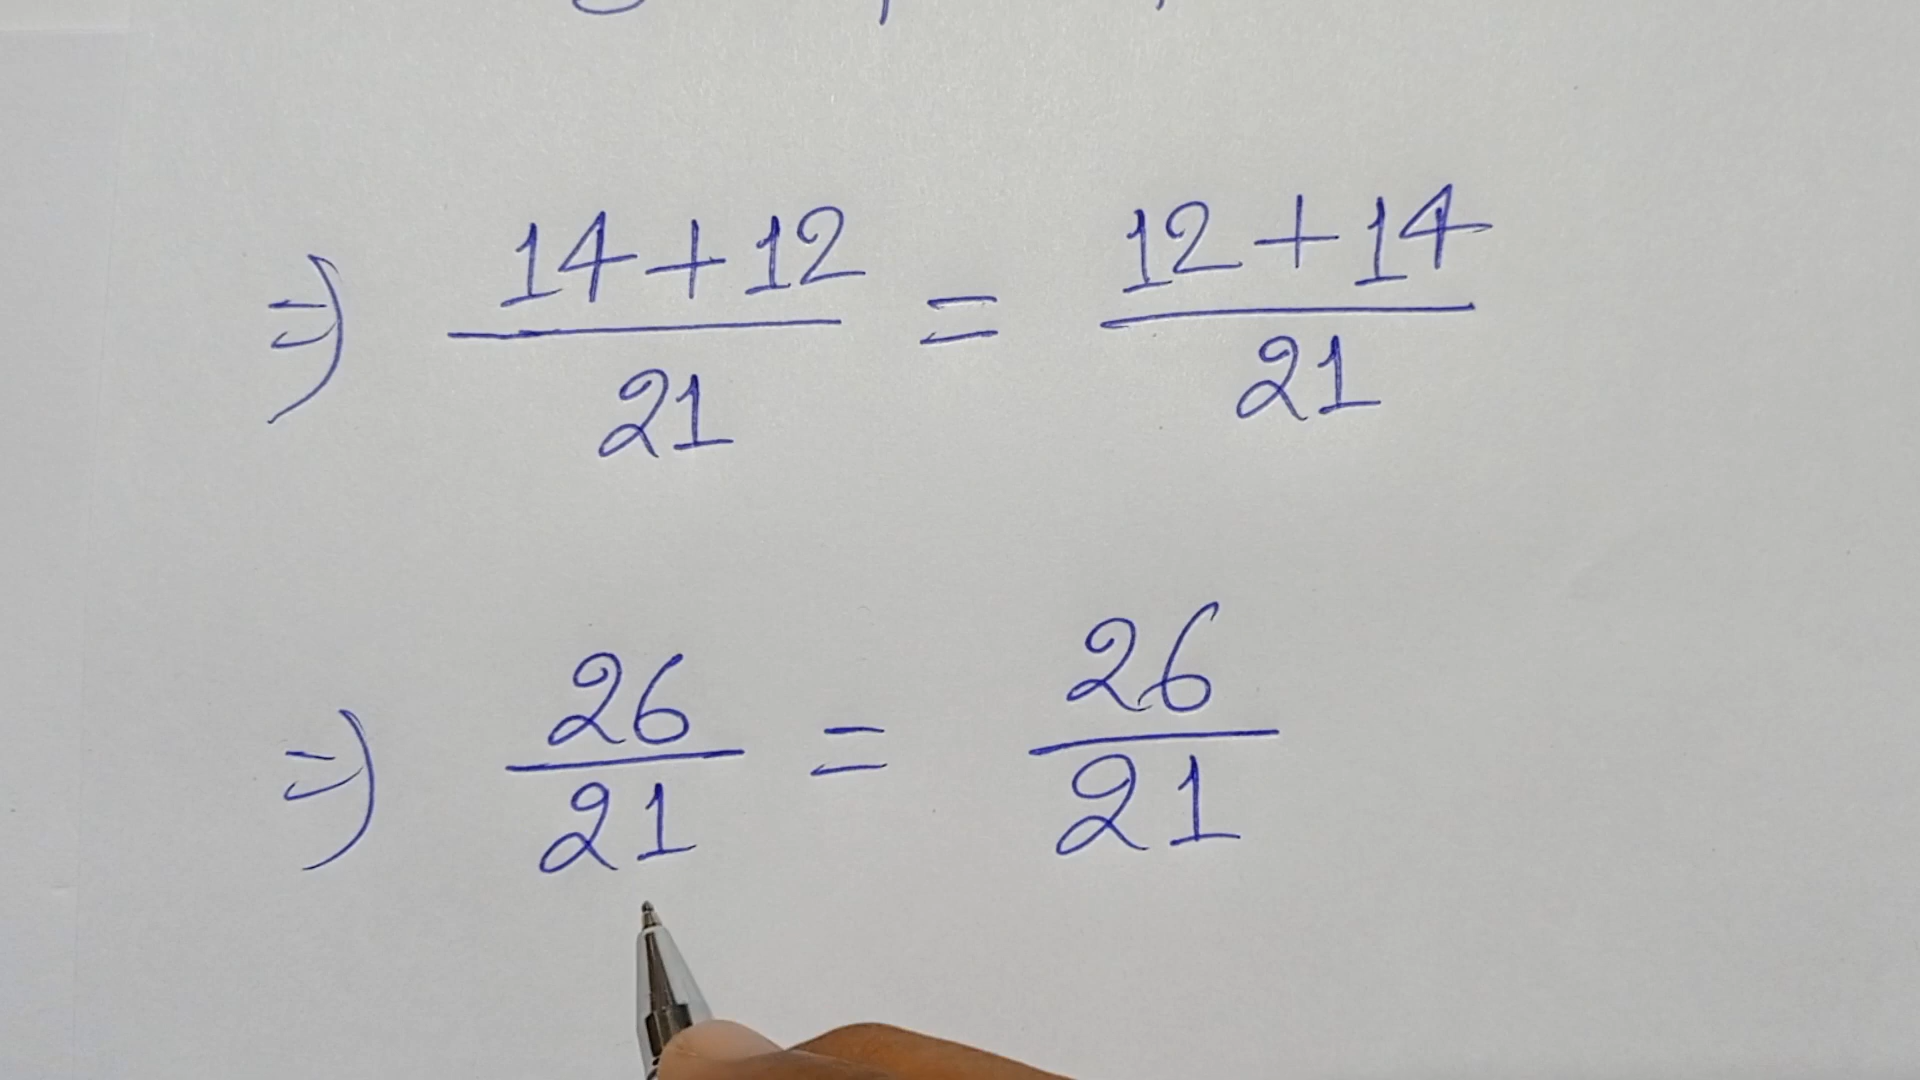 ⇒ 14+12/21 = 12+14/21
⇒ 26/21 = 26/21